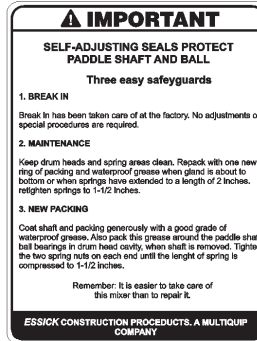 IMPORTANT
SELF-ADJUSTING SEALS PROTECT
PADDLE SHAFT AND BALL
Three easy safeyguards
1. BREAK IN
Break in has been taken care of at the factory. No adjustments o
special procedures are required.
2. MAINTENANCE
Keep drum heads and spring areas clean. Repack with one new
ring of packing and waterproof grease when gland is about to
bottom or when springs have extended to a length of 2 inches.
retighten springs to 1-1/2 inches.
3. NEW PACKING
Coat shaft and packing generously with a good grade of
waterproof grease. Also pack this grease around the paddle shaf
ball bearings in drum head cavity, when shaft is removed. Tighte
the two spring nuts on each end until the lenght of spring is
compressed to 1-1/2 inches.
Remember: It is easier to take care of
this mixer than to repair it.
ESSICK CONSTRUCTION PROCEDUCTS. A MULTIQUIP
COMPANY